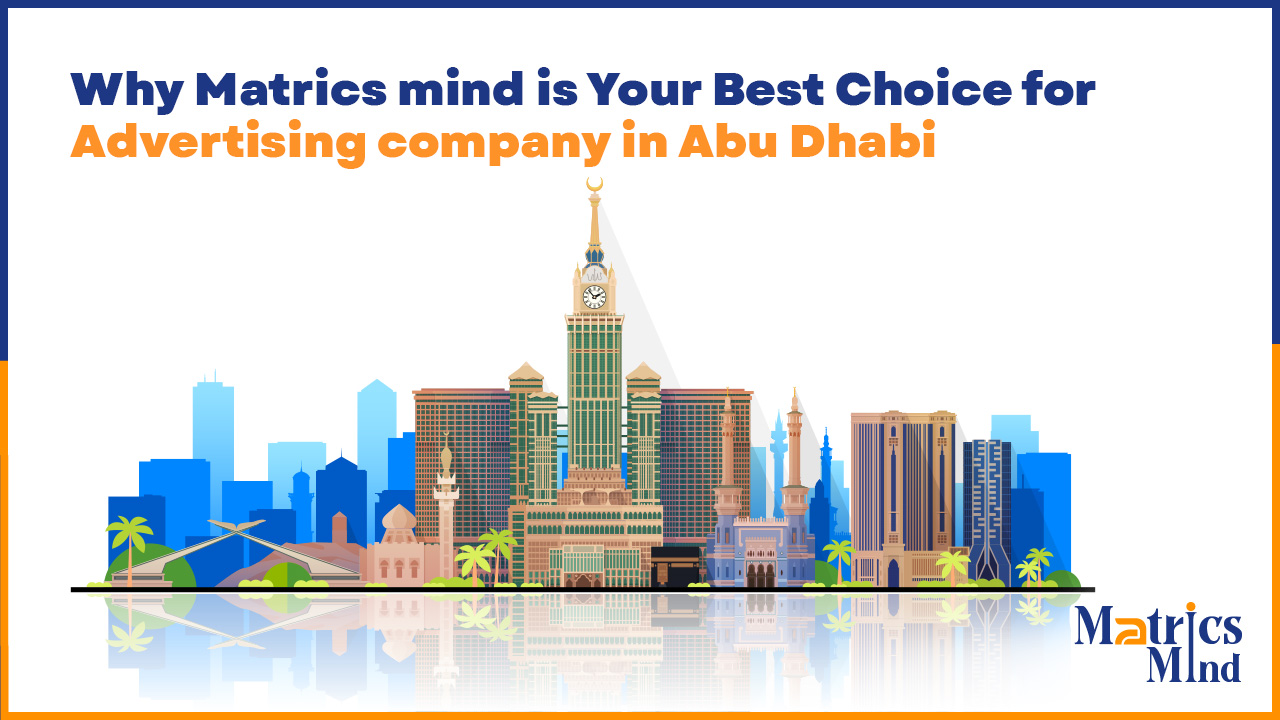 Why Matrics mind is Your Best Choice for
Advertising company in Abu Dhabi
Matrics
Mind